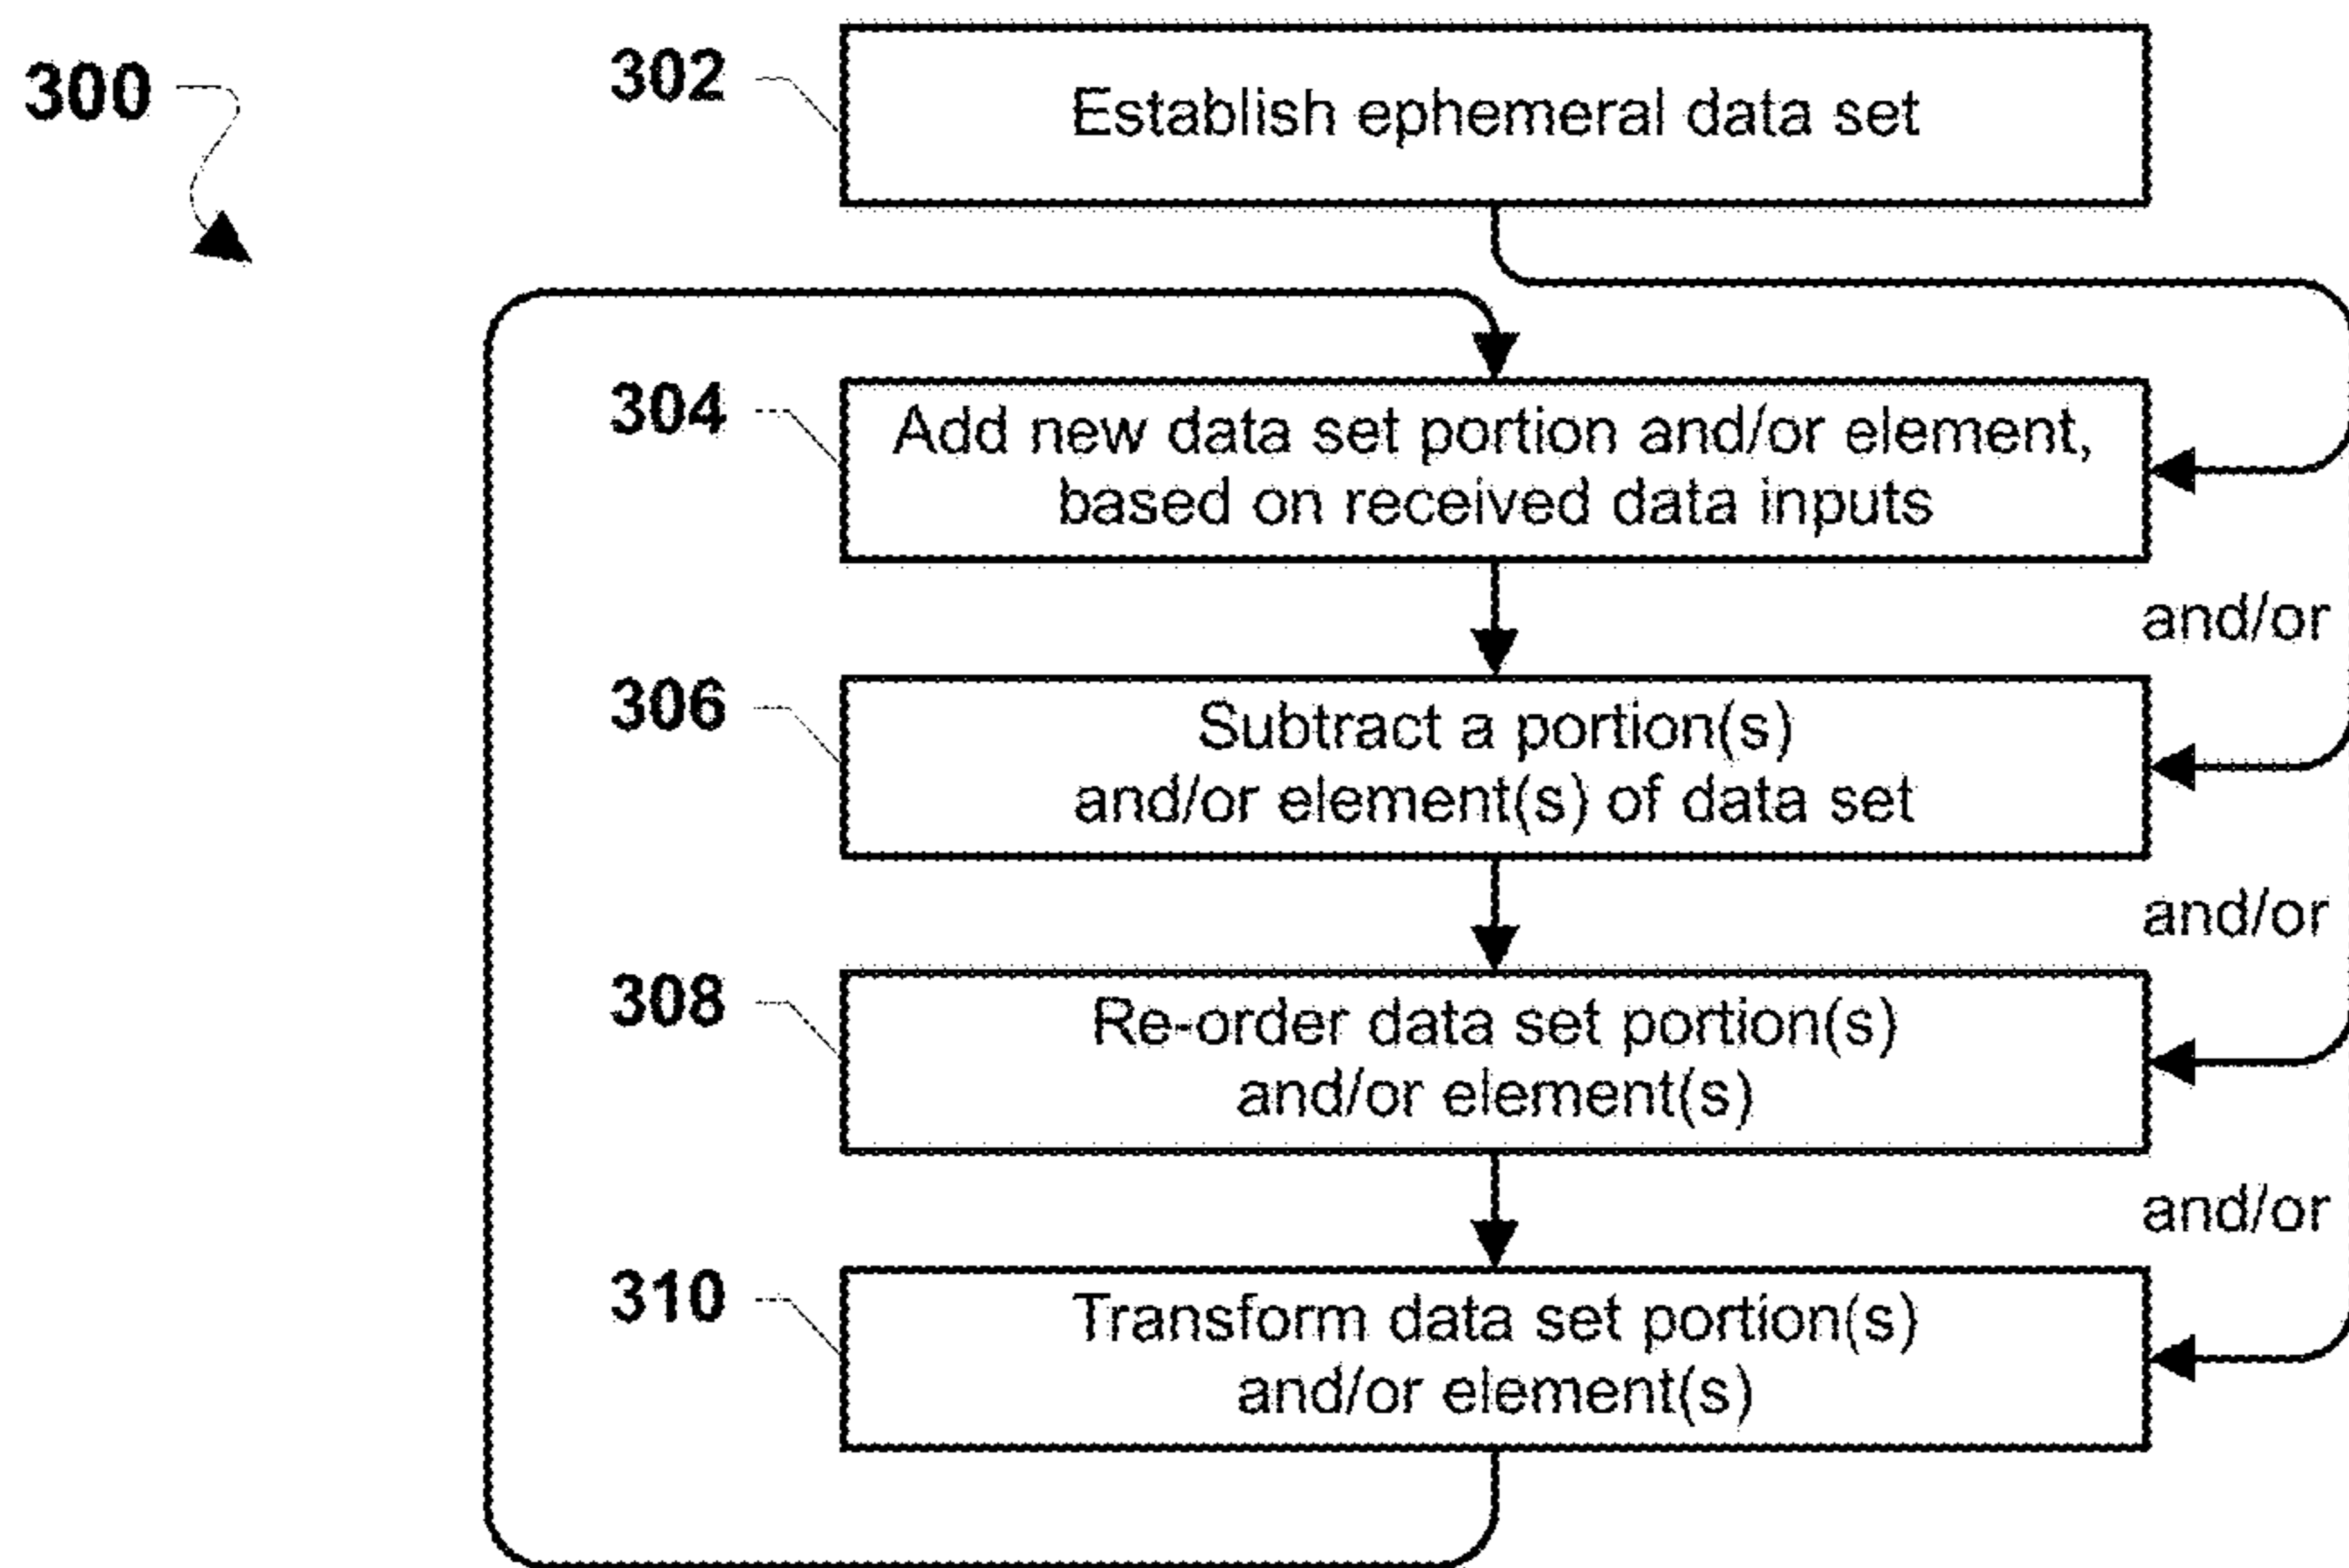 300
302
Establish ephemeral data set
304
Add new data set portion and/or element,
based on received data inputs
and/or
306
Subtract a portion(s)
and/or element(s) of data set
and/or
308
Re-order data set portion(s)
and/or element(s)
and/or
310
Transform data set portion(s)
and/or element(s)